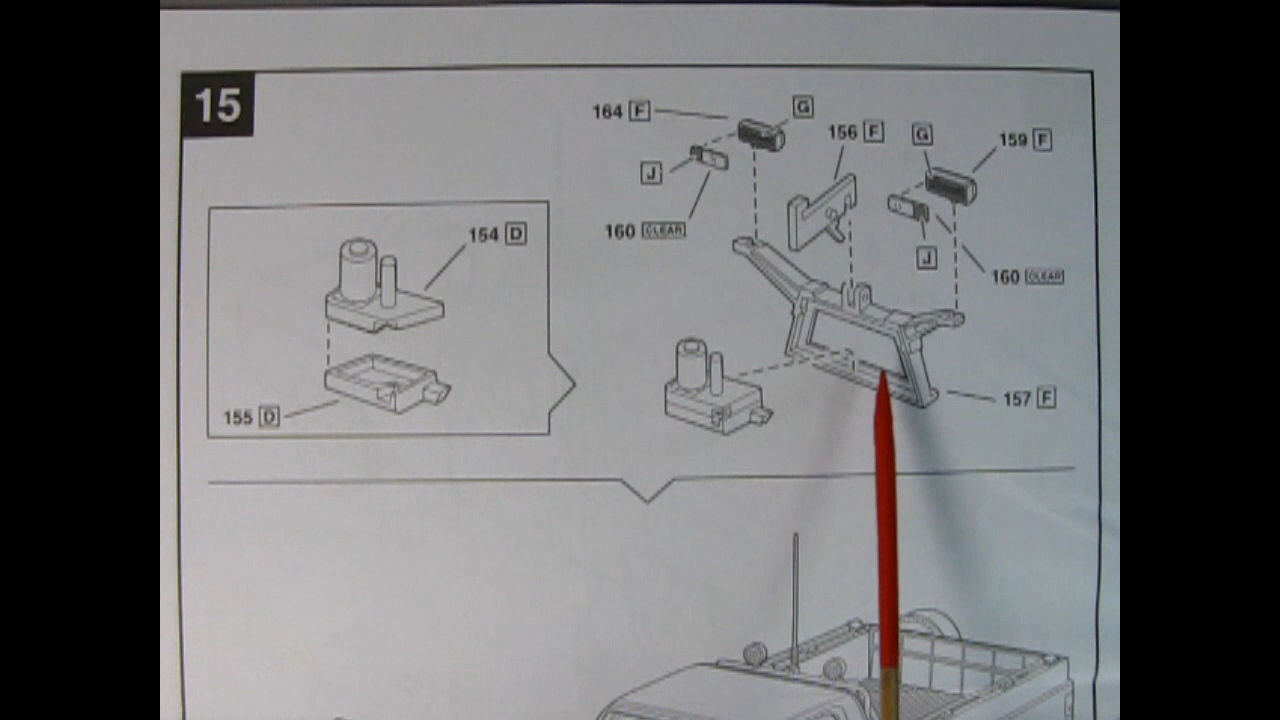 15
164 F
G
156 F
G
159 F
J
160 CLEAR
154 D
J
160 CLEAR
157 F
155 D